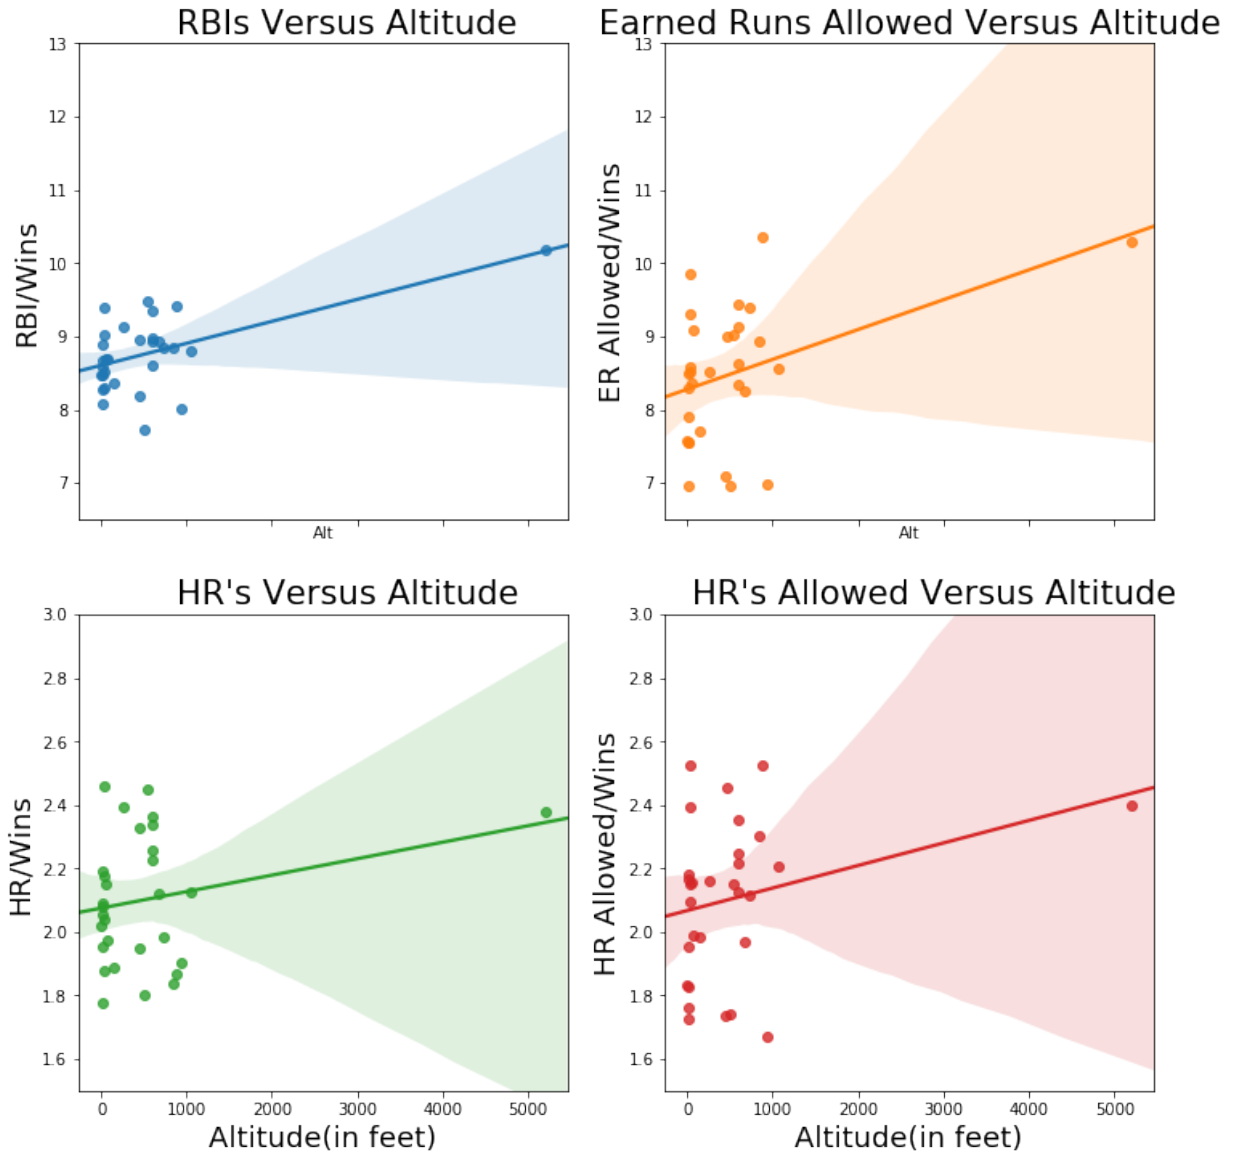 RBIs Versus Altitude
Earned Runs Allowed Versus Altitude
13
12
11
10
9
8
7
RBI/Wins
Alt
13
12
11
10
9
8
7
ER Allowed/Wins
Alt
HR's Versus Altitude
HR's Allowed Versus Altitude
3.0
2.8
2.6
2.4
2.2
2.0
1.8
1.6
HR/Wins
0 1000 2000 3000 4000 5000
Altitude(in feet)
3.0
2.8
2.6
2.4
2.2
2.0
1.8
1.6
HR Allowed/Wins
0 1000 2000 3000 4000 5000
Altitude(in feet)